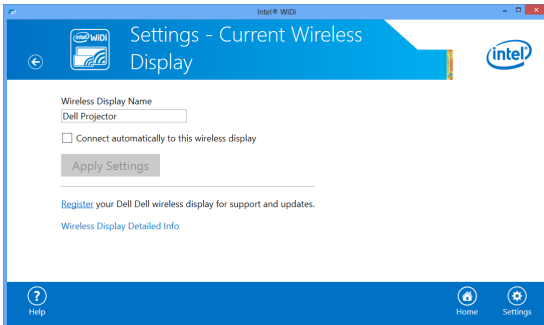 Intel® WiDi
intel WiDi
Settings - Current Wireless
Display
intel
Wireless Display Name
Dell Projector
Connect automatically to this wireless display
Apply Settings
Register your Dell Dell wireless display for support and updates.
Wireless Display Detailed Info
?
Help
Home
Settings